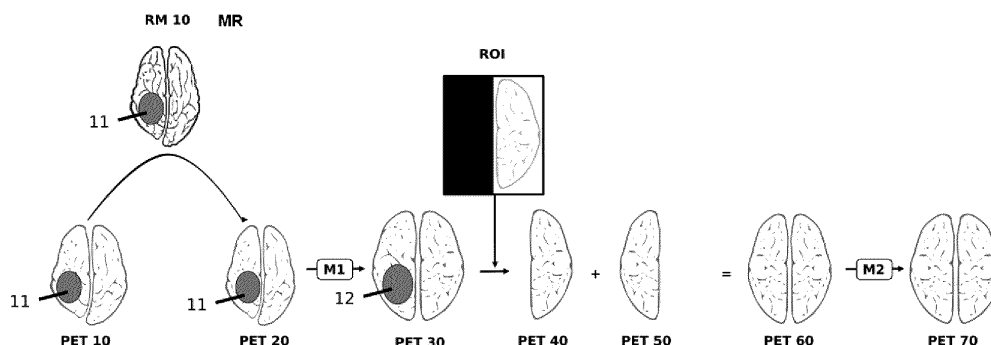 RM 10 MR
ROI
11
M1
+
=
M2
11
11
12
PET 10
PET 20
PET 30
PET 40
PET 50
PET 60
PET 70